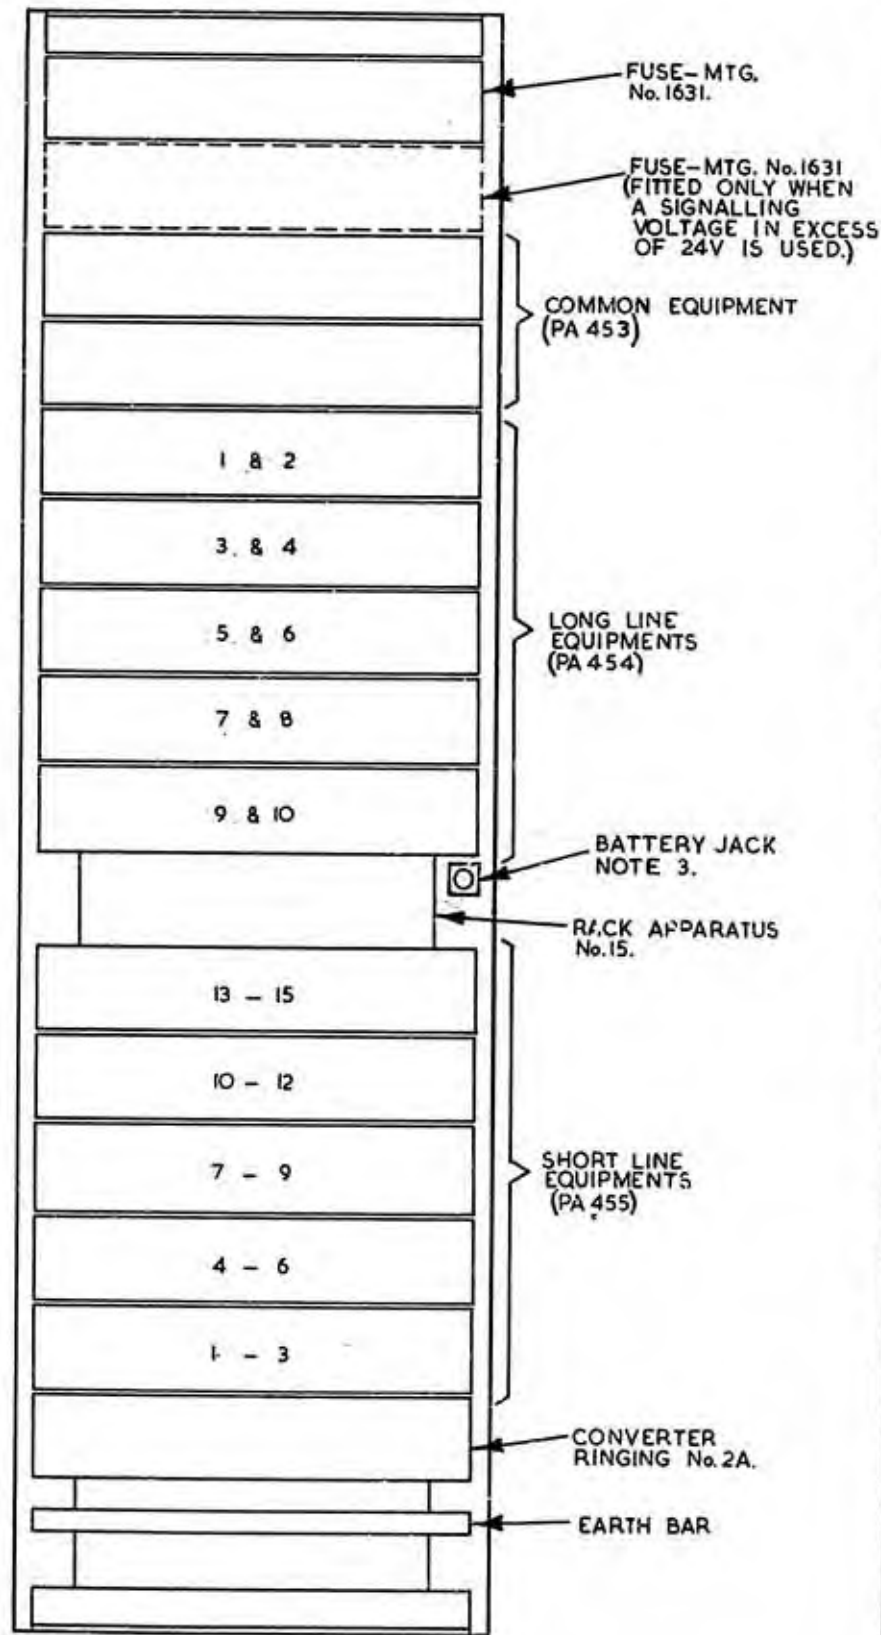 FUSE-MTG.
No. 1631.
FUSE-MTG. No. 1631
(FITTED ONLY WHEN
A SIGNALLING
VOLTAGE IN EXCESS
OF 24V IS USED.)
COMMON EQUIPMENT
(PA 453)
1 & 2
3 & 4
5 & 6
7 & 8
9 & 10
LONG LINE
EQUIPMENTS
(PA 454)
BATTERY JACK
NOTE 3.
RACK APPARATUS
No. 15.
13 - 15
10 - 12
7 - 9
4 - 6
1 - 3
SHORT LINE
EQUIPMENTS
(PA 455)
CONVERTER
RINGING No. 2A.
EARTH BAR